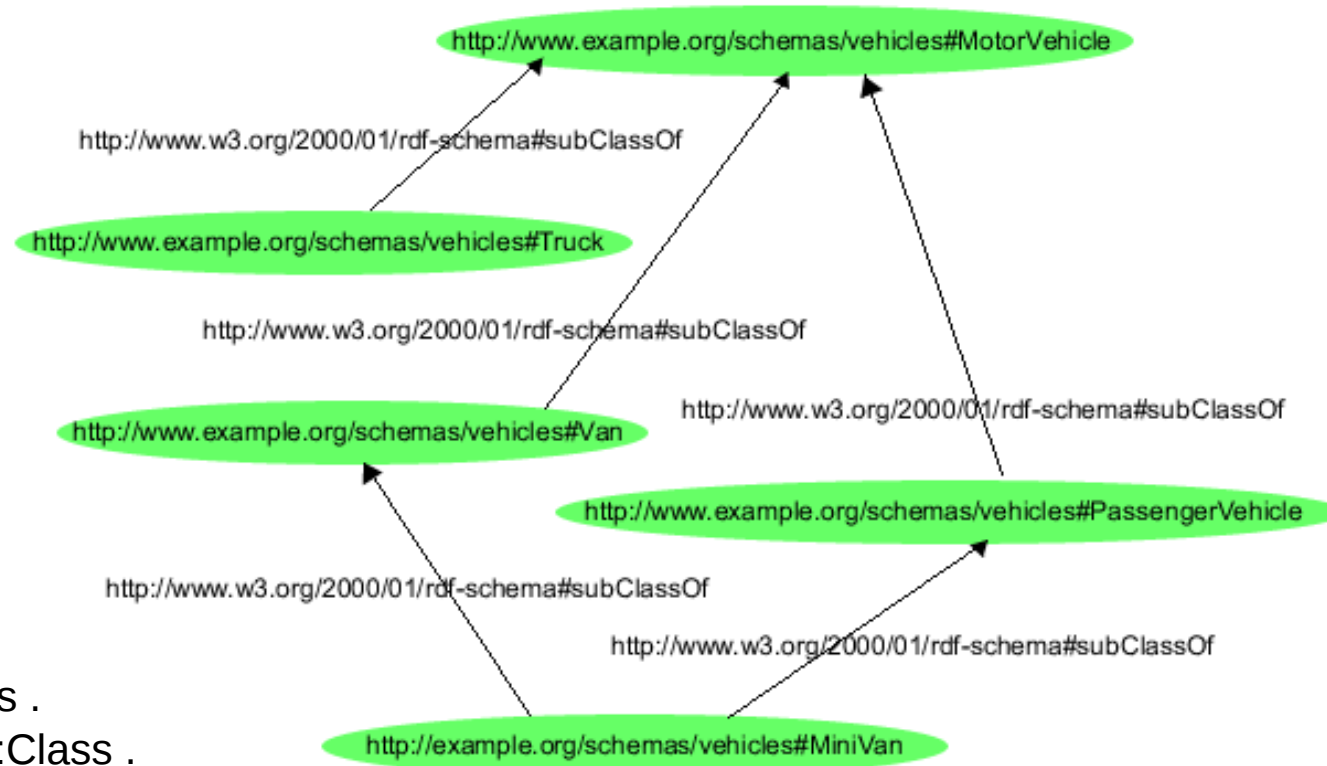 http://www.example.org/schemas/vehicles#MotorVehicle
http://www.w3.org/2000/01/rdf-schema#subClassOf
http://www.example.org/schemas/vehicles#Truck
http://www.w3.org/2000/01/rdf-schema#subClassOf
http://www.w3.org/2000/01/rdf-schema#subClassOf
http://www.example.org/schemas/vehicles#Van
http://www.example.org/schemas/vehicles#PassengerVehicle
http://www.w3.org/2000/01/rdf-schema#subClassOf
http://www.w3.org/2000/01/rdf-schema#subClassOf
s .
:Class .
http://example.org/schemas/vehicles#MiniVan